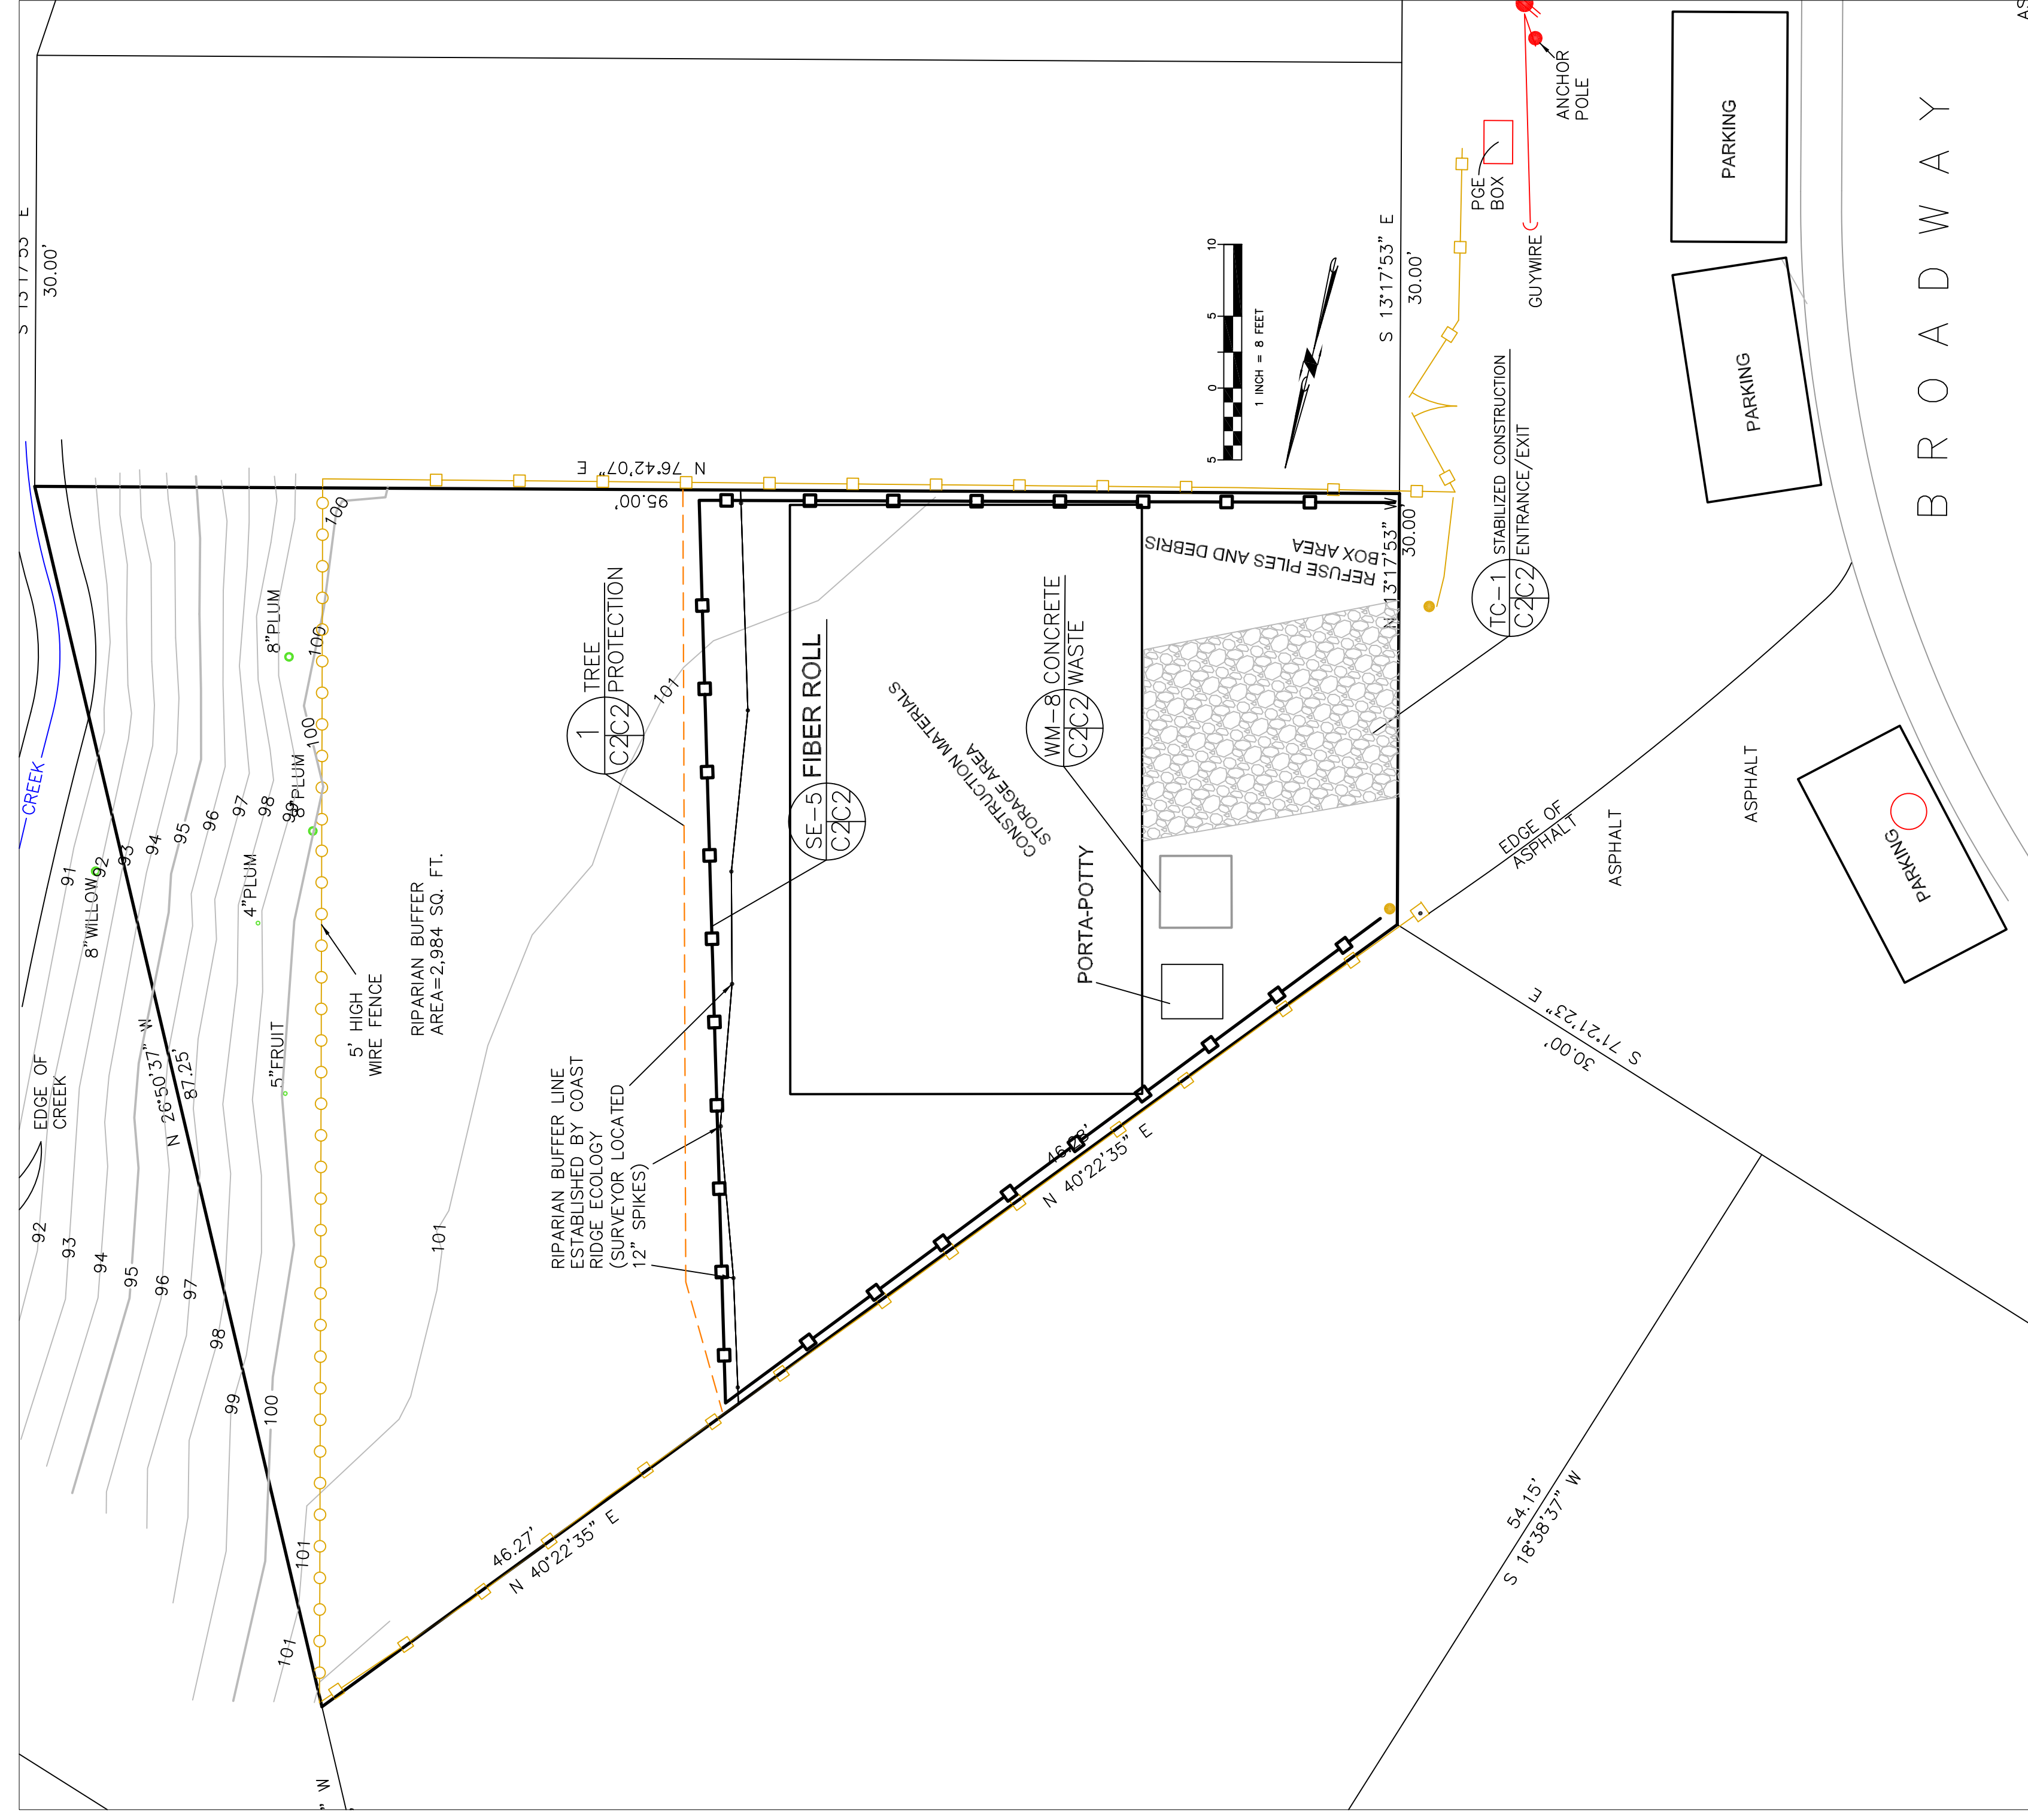 S 13°17'53" E
30.00'
CREEK
8"PLUM
100
100
100
8"PLUM
91
92
93
94
95
96
97
98
99
8"WILLOW
4"PLUM
5"FRUIT
EDGE OF
CREEK
N 26°50'37" W
87.25'
92
93
94
95
96
97
98
99
100
101
101
101
101
5' HIGH
WIRE FENCE
RIPARIAN BUFFER
AREA=2,984 SQ. FT.
N 76°42'07" E
95.00'
1
C2
C2
TREE
PROTECTION
SE-5
C2
C2
FIBER ROLL
RIPARIAN BUFFER LINE
ESTABLISHED BY COAST
RIDGE ECOLOGY
(SURVEYOR LOCATED
12" SPIKES)
CONSTRUCTION MATERIALS
STORAGE AREA
WM-8
C2
C2
CONCRETE
WASTE
PORTA-POTTY
REFUSE PILES AND DEBRIS
BOX AREA
N 13°17'53" W
30.00'
TC-1
C2
C2
STABILIZED CONSTRUCTION
ENTRANCE/EXIT
5
0
5
10
1 INCH = 8 FEET
S 13°17'53" E
30.00'
PGE
BOX
GUYWIRE
ANCHOR
POLE
PARKING
PARKING
PARKING
BROADWAY
EDGE OF
ASPHALT
ASPHALT
ASPHALT
46.28'
N 40°22'35" E
46.27'
N 40°22'35" E
S 71°21'23" E
30.00'
54.15'
S 18°38'37" W
" W
AS